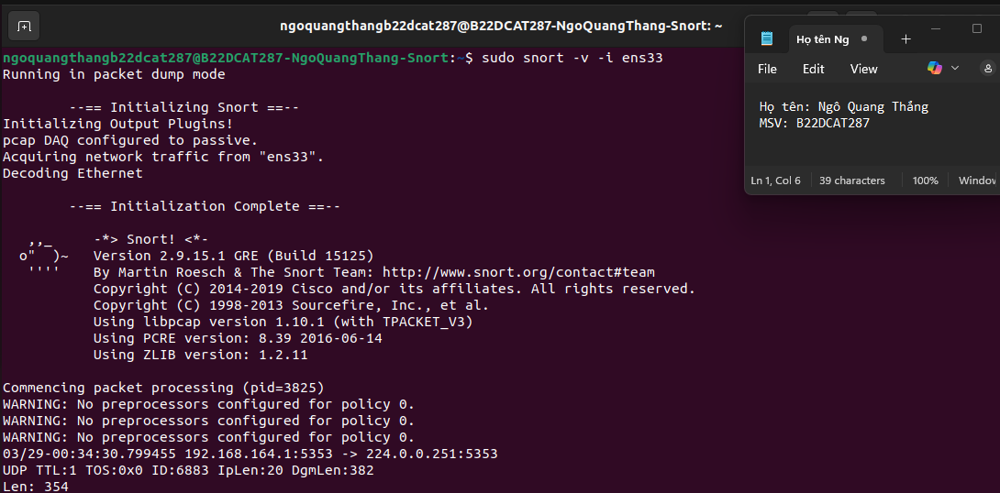 ngoquangthangb22dcat287@B22DCAT287-NgoQuangThang-Snort: ~
ngoquangthangb22dcat287@B22DCAT287-NgoQuangThang-Snort:~$ sudo snort -v -i ens33
Running in packet dump mode
--== Initializing Snort ==--
Initializing Output Plugins!
pcap DAQ configured to passive.
Acquiring network traffic from "ens33".
Decoding Ethernet
--== Initialization Complete ==--
,,_     -*> Snort! <*-
o"  )~   Version 2.9.15.1 GRE (Build 15125)
''''    By Martin Roesch & The Snort Team: http://www.snort.org/contact#team
Copyright (C) 2014-2019 Cisco and/or its affiliates. All rights reserved.
Copyright (C) 1998-2013 Sourcefire, Inc., et al.
Using libpcap version 1.10.1 (with TPACKET_V3)
Using PCRE version: 8.39 2016-06-14
Using ZLIB version: 1.2.11
Commencing packet processing (pid=3825)
WARNING: No preprocessors configured for policy 0.
WARNING: No preprocessors configured for policy 0.
WARNING: No preprocessors configured for policy 0.
03/29-00:34:30.799455 192.168.164.1:5353 -> 224.0.0.251:5353
UDP TTL:1 TOS:0x0 ID:6883 IpLen:20 DgmLen:382
Len: 354
Họ tên Ng
File Edit View
Họ tên: Ngô Quang Thắng
MSV: B22DCAT287
Ln 1, Col 6 39 characters 100% Window